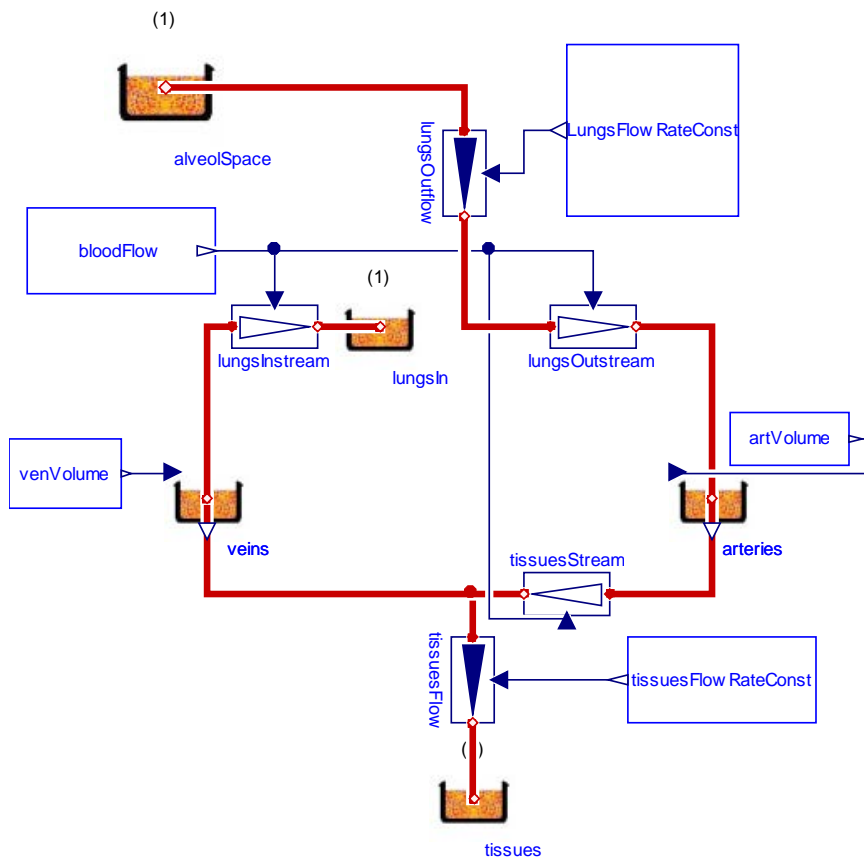 (1)
alveolSpace
lungsOutflow
LungsFlow RateConst
bloodFlow
(1)
lungsInstream
lungsIn
lungsOutstream
venVolume
artVolume
veins
arteries
tissuesStream
tissuesFlow
tissuesFlow RateConst
tissues